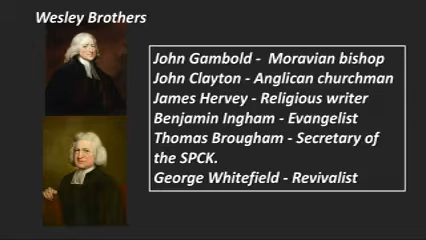 Wesley Brothers
John Gambold - Moravian bishop
John Clayton - Anglican churchman
James Hervey - Religious writer
Benjamin Ingham - Evangelist
Thomas Brougham - Secretary of
the SPCK.
George Whitefield - Revivalist